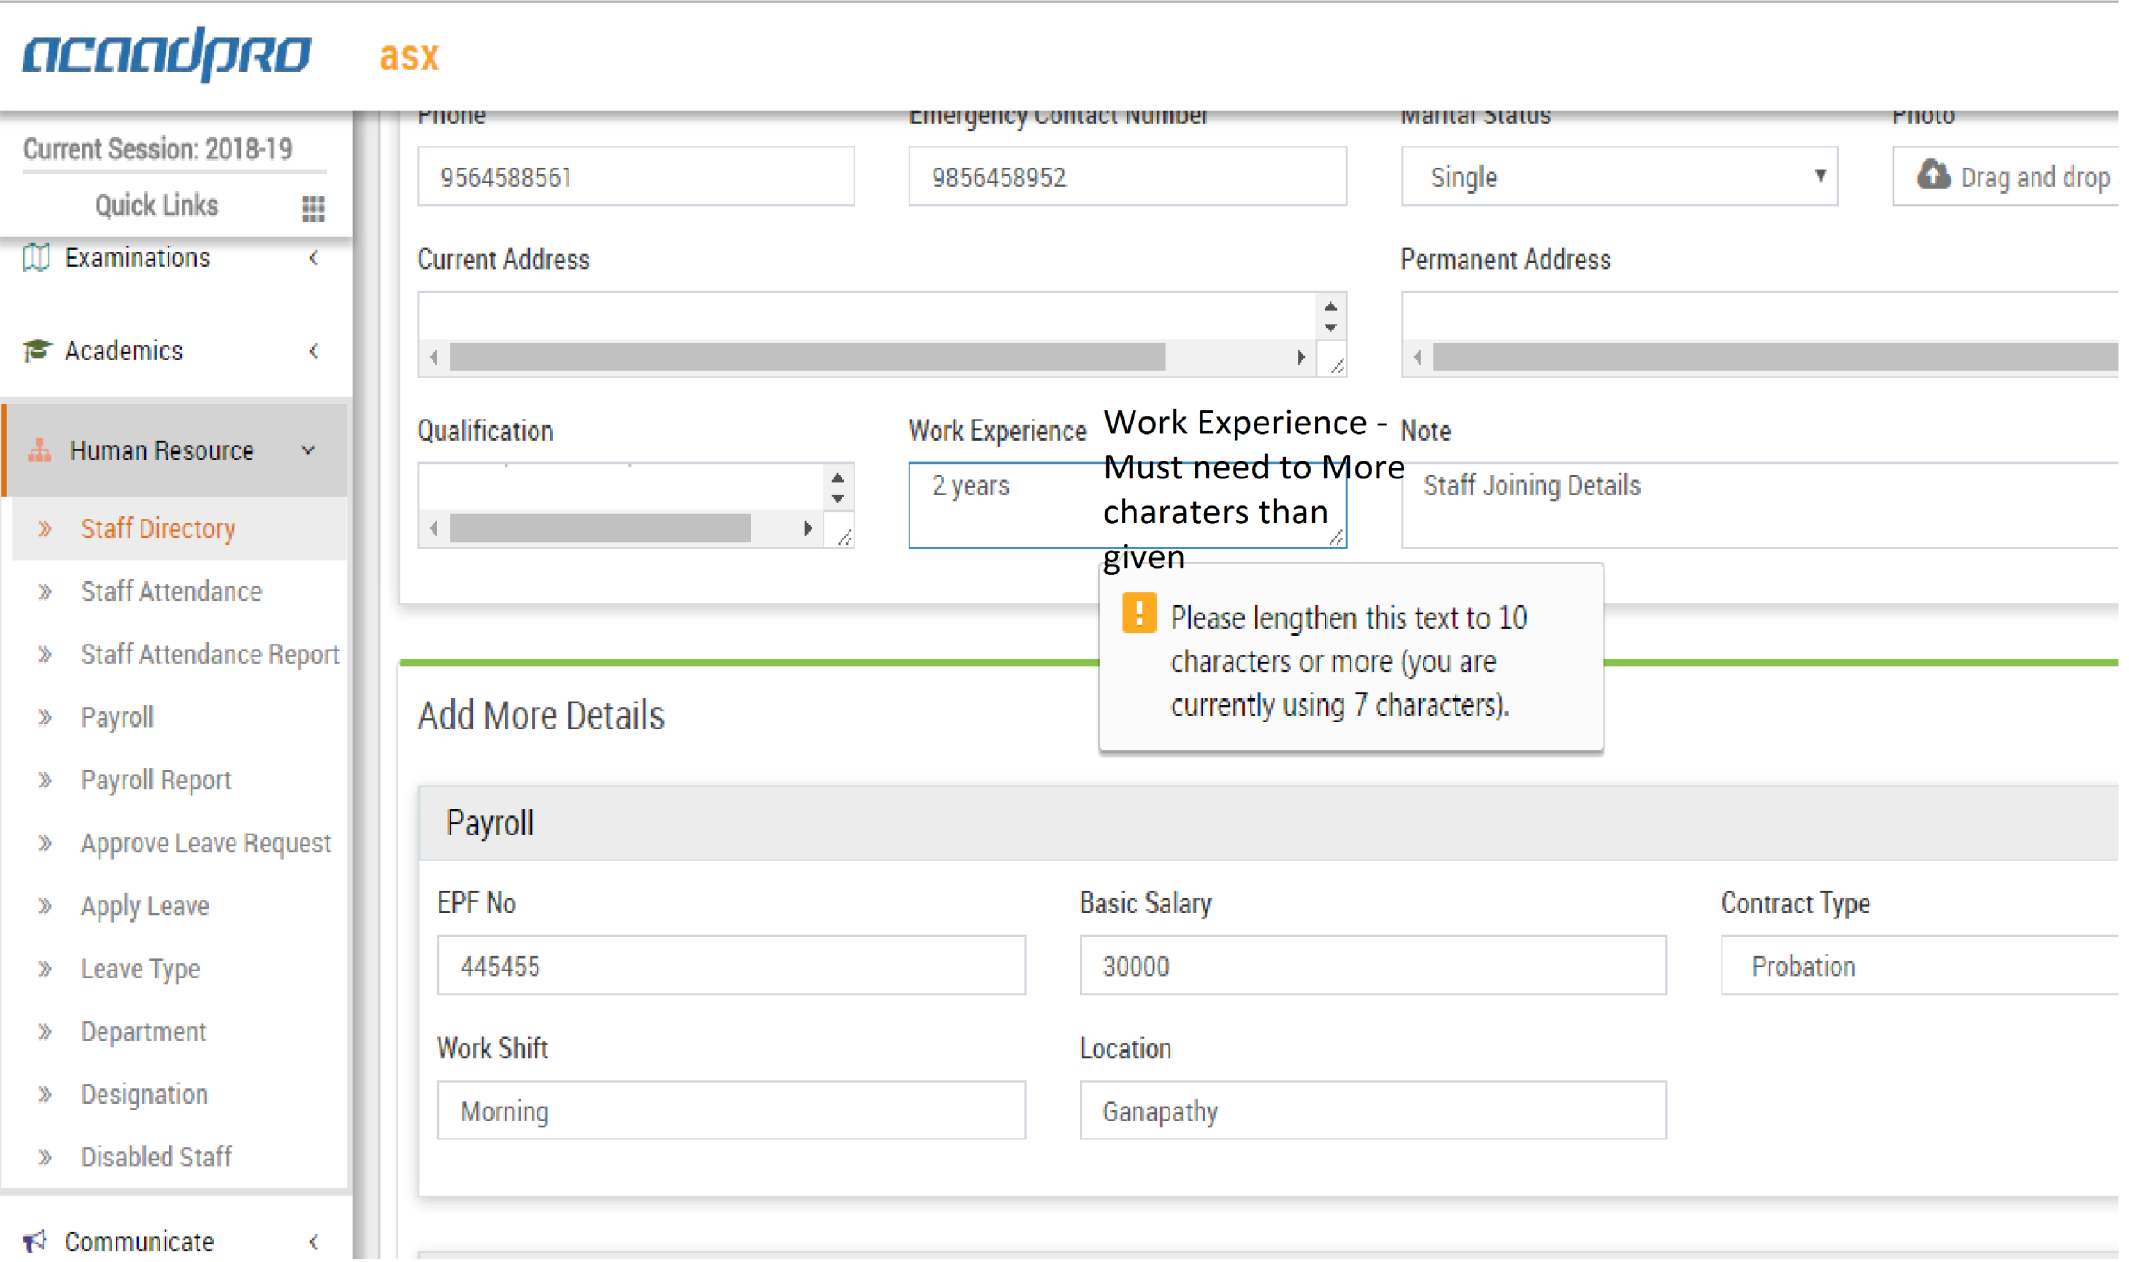 acaadpro
asx
Current Session: 2018-19
Quick Links
Examinations
Academics
Human Resource
Staff Directory
Staff Attendance
Staff Attendance Report
Payroll
Payroll Report
Approve Leave Request
Apply Leave
Leave Type
Department
Designation
Disabled Staff
Communicate
Phone
Emergency Contact Number
Marital Status
Photo
9564588561
9856458952
Single
Drag and drop
Current Address
Permanent Address
Qualification
Work Experience
Note
2 years
Staff Joining Details
Work Experience -
Must need to More
charaters than
given
Please lengthen this text to 10
characters or more (you are
currently using 7 characters).
Add More Details
Payroll
EPF No
Basic Salary
Contract Type
445455
30000
Probation
Work Shift
Location
Morning
Ganapathy